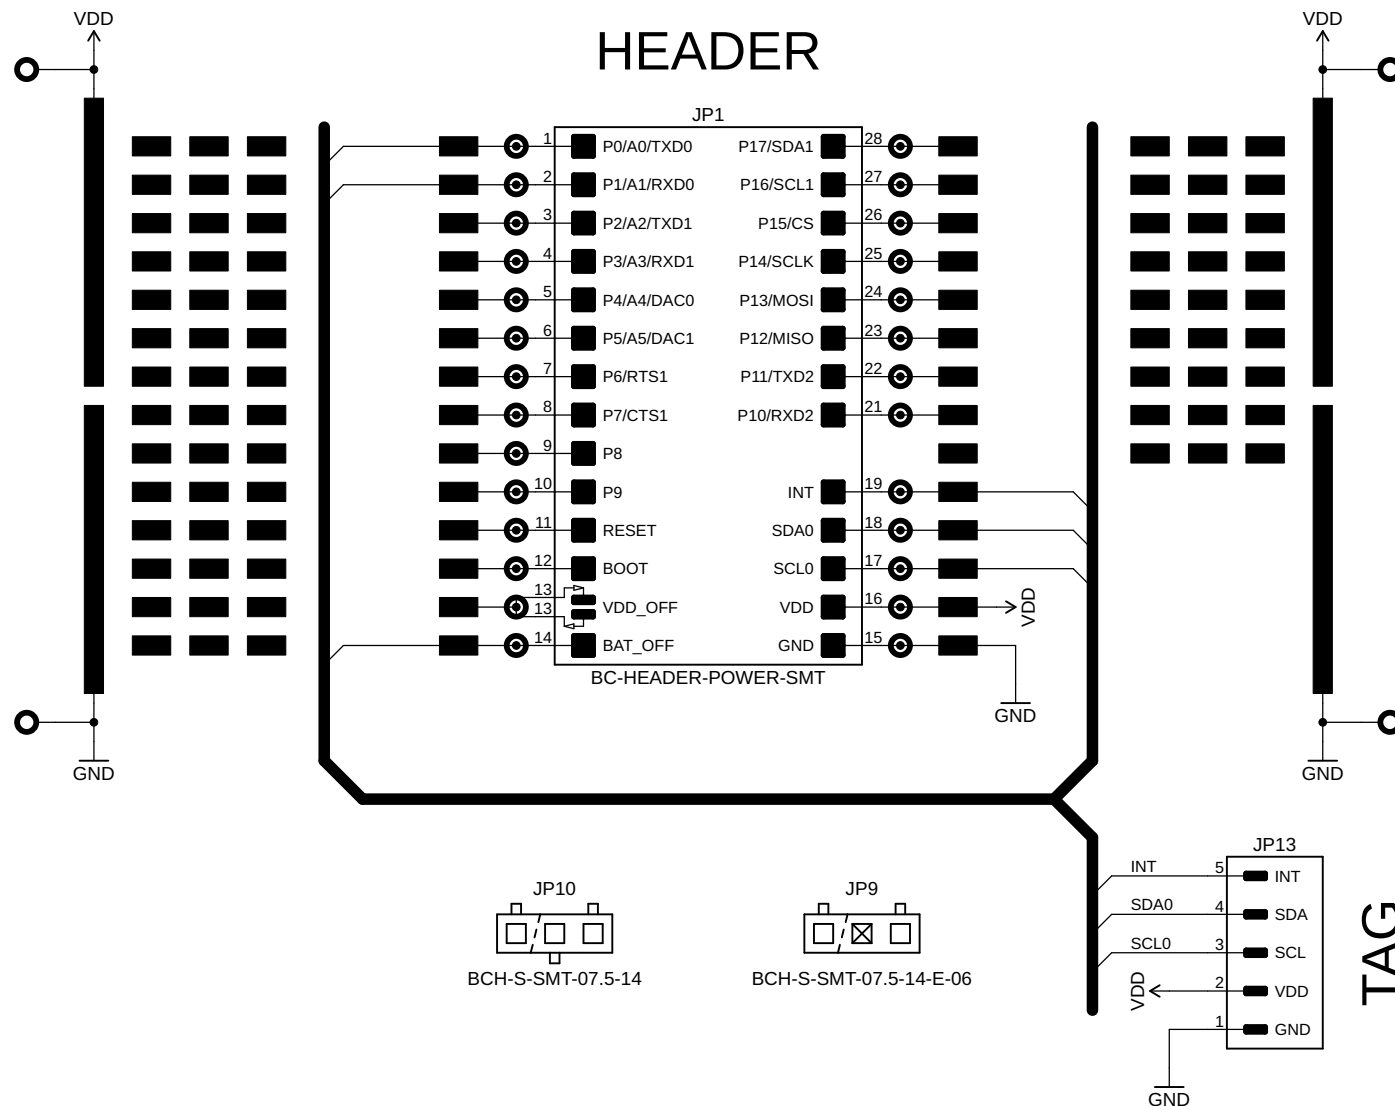 VDD
VDD
HEADER
JP1
1 P0/A0/TXD0 P17/SDA1 28
2 P1/A1/RXD0 P16/SCL1 27
3 P2/A2/TXD1 P15/CS 26
4 P3/A3/RXD1 P14/SCLK 25
5 P4/A4/DAC0 P13/MOSI 24
6 P5/A5/DAC1 P12/MISO 23
7 P6/RTS1 P11/TXD2 22
8 P7/CTS1 P10/RXD2 21
9 P8
10 P9 INT 19
11 RESET SDA0 18
12 BOOT SCL0 17
13
13 VDD_OFF VDD 16 VDD
14 BAT_OFF GND 15
BC-HEADER-POWER-SMT
GND
GND
GND
JP13
INT 5 INT
SDA0 4 SDA
SCL0 3 SCL
VDD 2 VDD
1 GND
GND
TAG
JP10
BCH-S-SMT-07.5-14
JP9
BCH-S-SMT-07.5-14-E-06